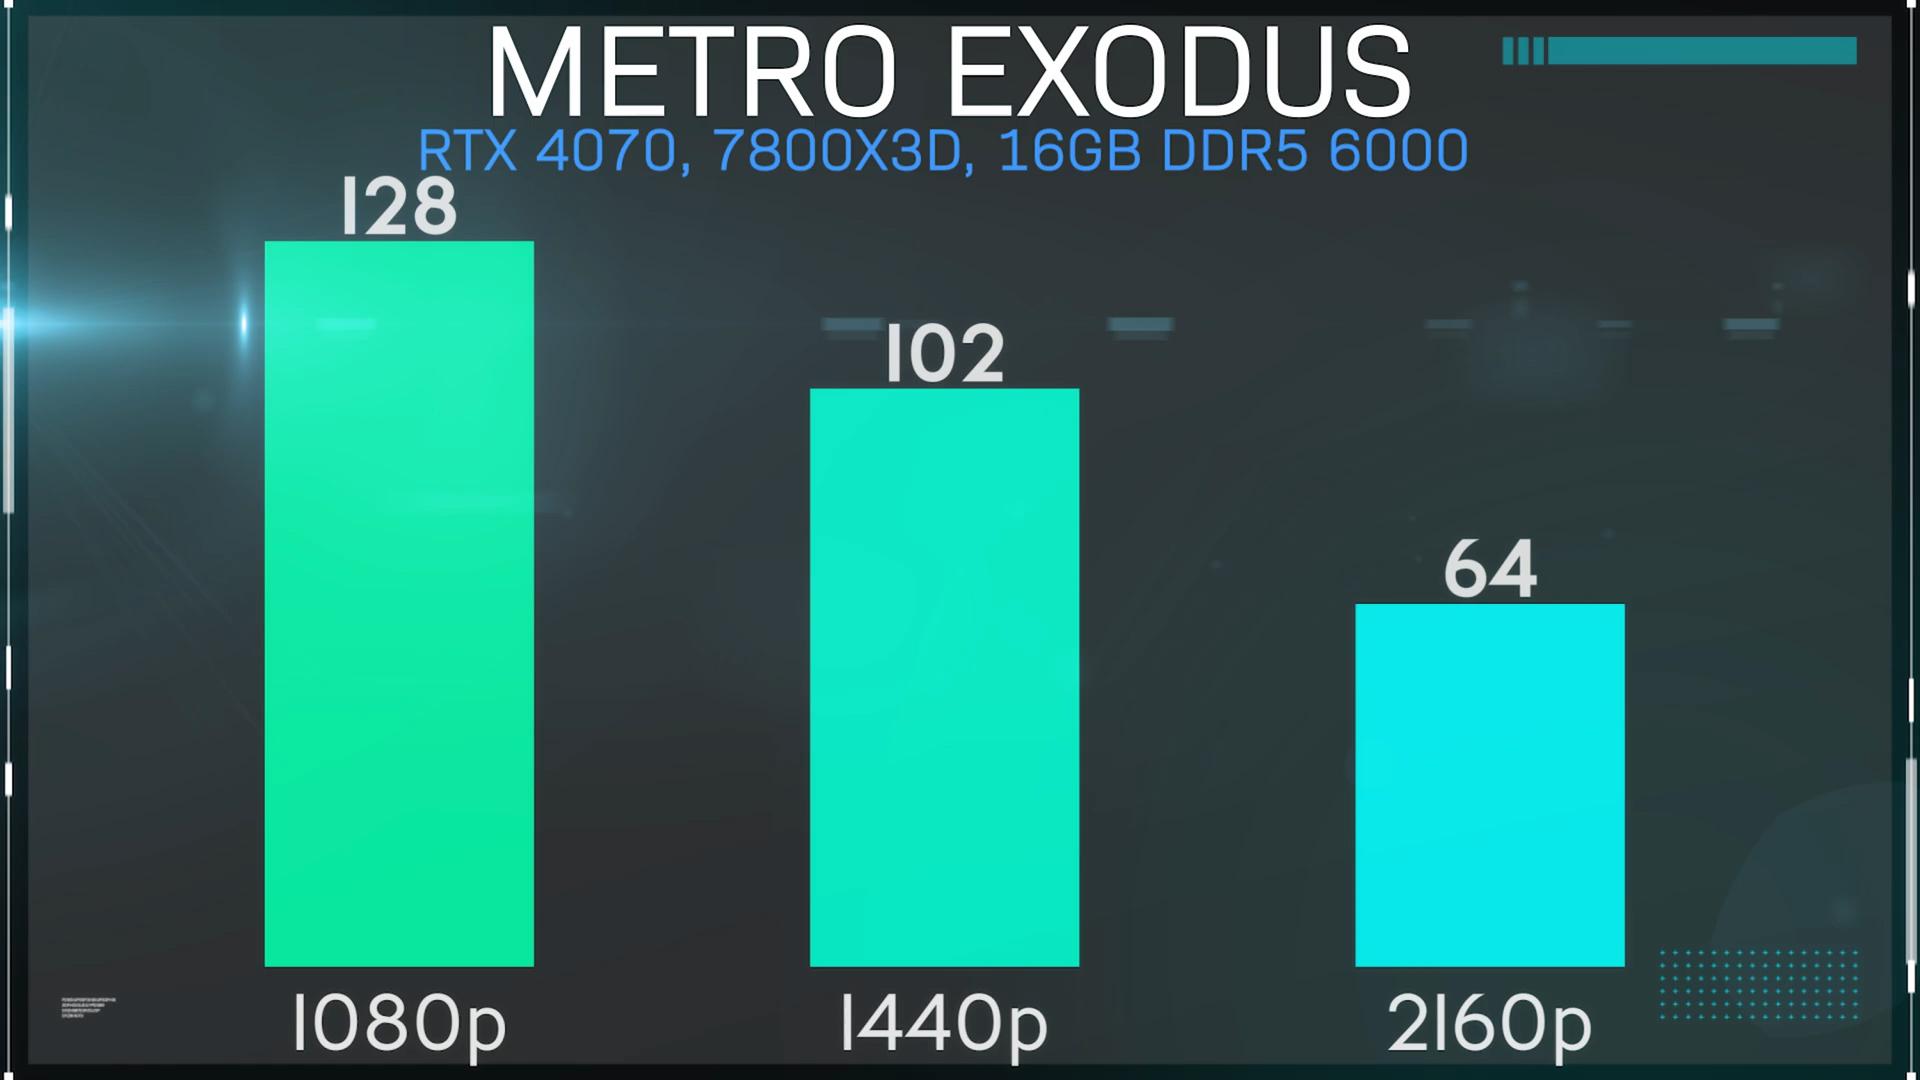 METRO EXODUS
RTX 4070, 7800X3D, 16GB DDR5 6000
128
102
64
1080p
1440p
2160p